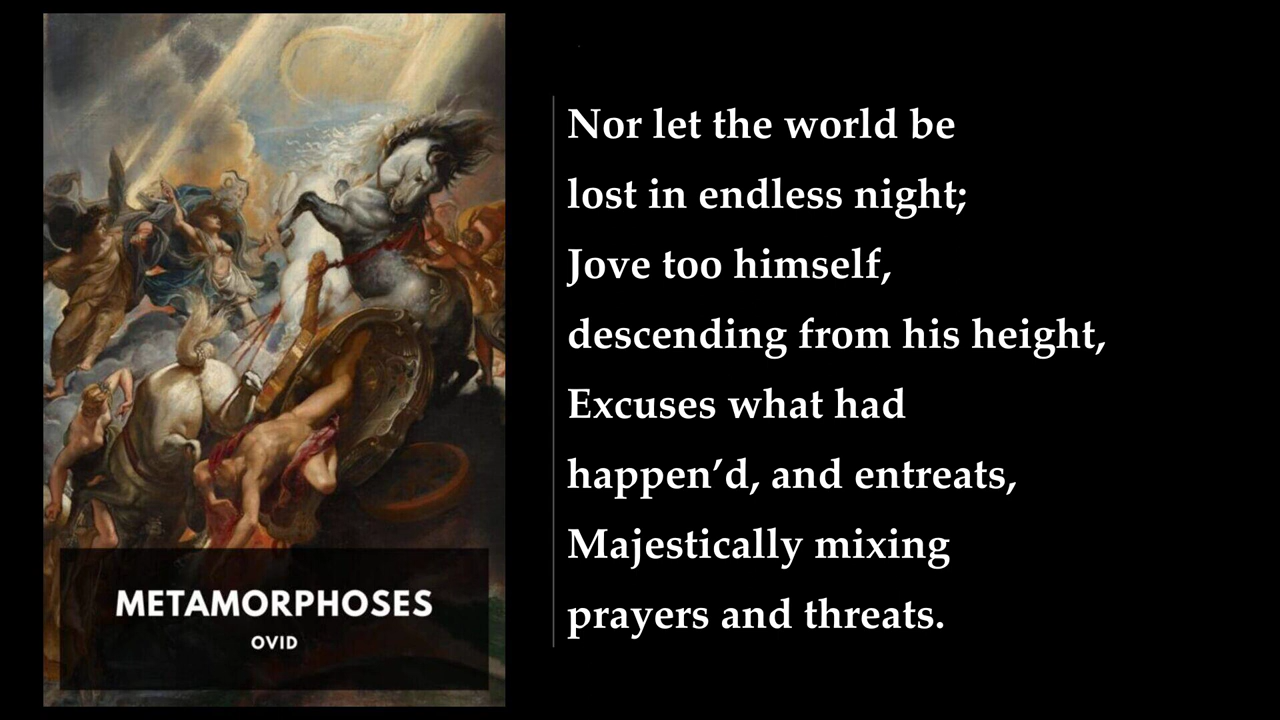 METAMORPHOSES
OVID
Nor let the world be
lost in endless night;
Jove too himself,
descending from his height,
Excuses what had
happen’d, and entreats,
Majestically mixing
prayers and threats.